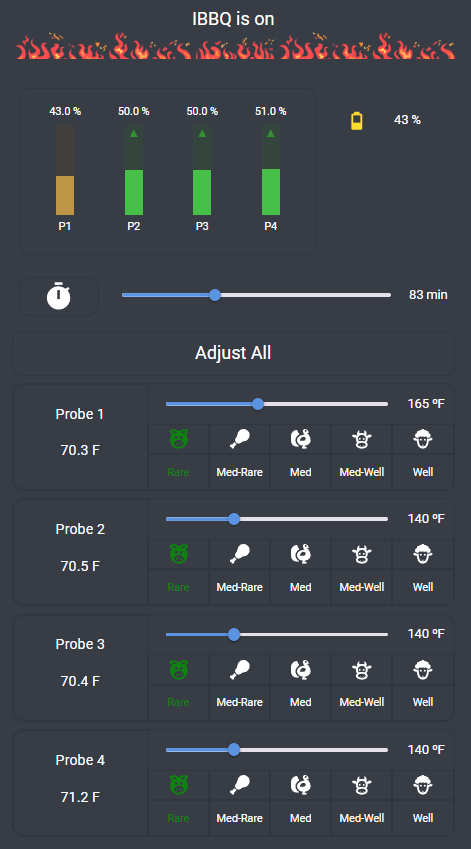 IBBQ is on
43.0 % 50.0 % 50.0 % 51.0 %
43 %
P1 P2 P3 P4
83 min
Adjust All
Probe 1
70.3 F
165 ºF
Rare Med-Rare Med Med-Well Well
Probe 2
70.5 F
140 ºF
Rare Med-Rare Med Med-Well Well
Probe 3
70.4 F
140 ºF
Rare Med-Rare Med Med-Well Well
Probe 4
71.2 F
140 ºF
Rare Med-Rare Med Med-Well Well